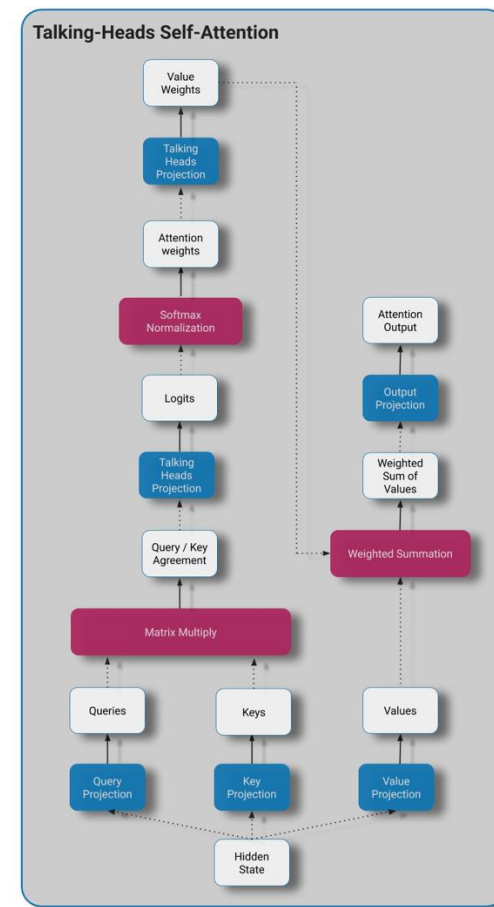 Talking-Heads Self-Attention
Value
Weights
Talking
Heads
Projection
Attention
weights
Softmax
Normalization
Attention
Output
Logits
Output
Projection
Talking
Heads
Projection
Weighted
Sum of
Values
Query / Key
Agreement
Weighted Summation
Matrix Multiply
Queries
Keys
Values
Query
Projection
Key
Projection
Value
Projection
Hidden
State